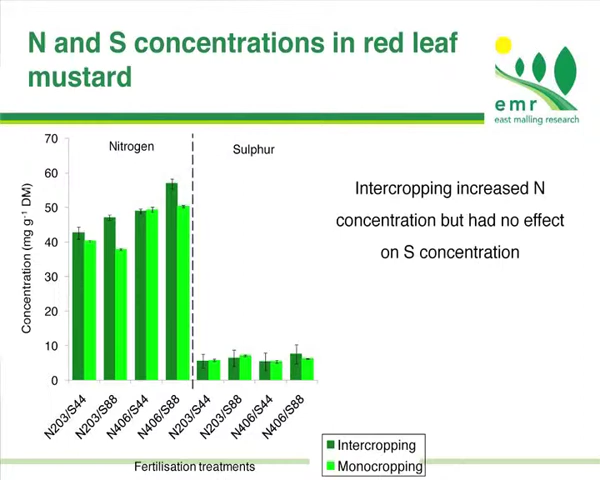 N and S concentrations in red leaf
mustard
emr
east malling research
Nitrogen
Sulphur
Concentration (mg g⁻¹ DM)
70
60
50
40
30
20
10
0
N203/S44
N203/S88
N406/S44
N406/S88
N203/S44
N203/S88
N406/S44
N406/S88
Fertilisation treatments
Intercropping increased N
concentration but had no effect
on S concentration
Intercropping
Monocropping